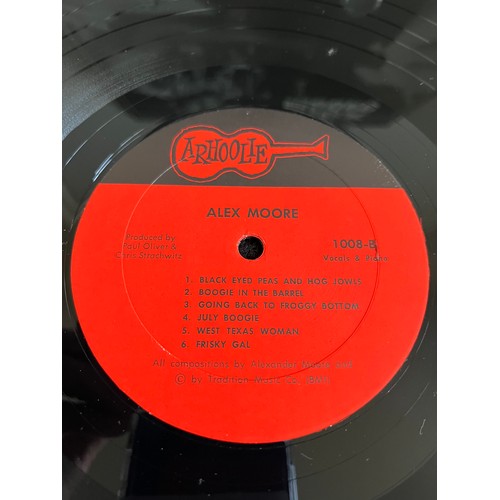 ARHOOLIE
ALEX MOORE
Produced by
Paul Oliver &
Chris Strachwitz
1008-B
Vocals & Piano
1. BLACK EYED PEAS AND HOG JOWLS
2. BOOGIE IN THE BARREL
3. GOING BACK TO FROGGY BOTTOM
4. JULY BOOGIE
5. WEST TEXAS WOMAN
6 FRISKY GAL
All compositions by Alexander Moore and
© by Tradition Music Co.